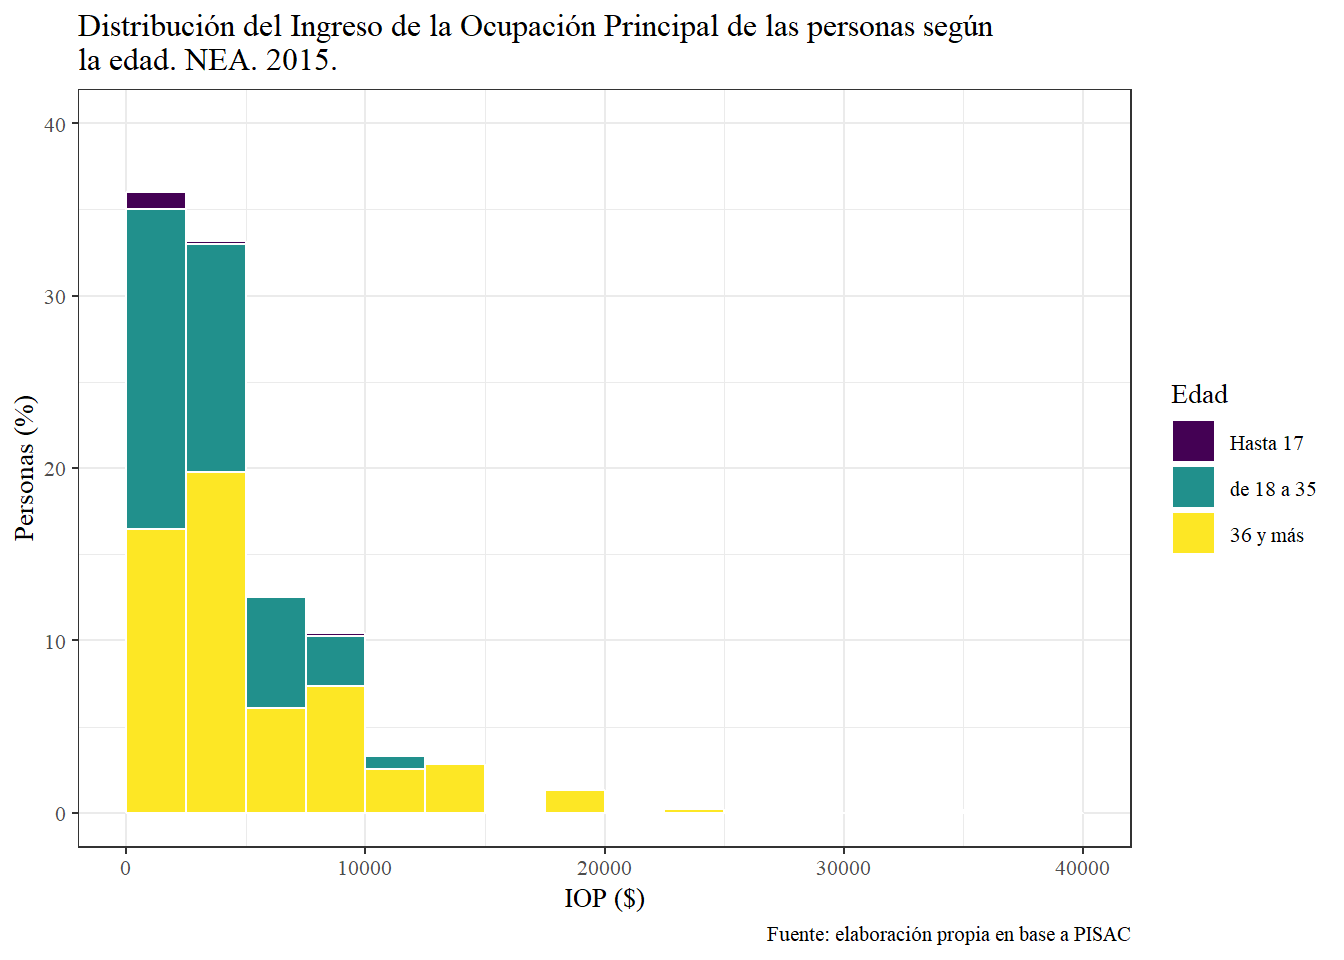 Distribución del Ingreso de la Ocupación Principal de las personas según
la edad. NEA. 2015.
40
30
20
10
0
Personas (%)
0 10000 20000 30000 40000
IOP ($)
Edad
Hasta 17
de 18 a 35
36 y más
Fuente: elaboración propia en base a PISAC